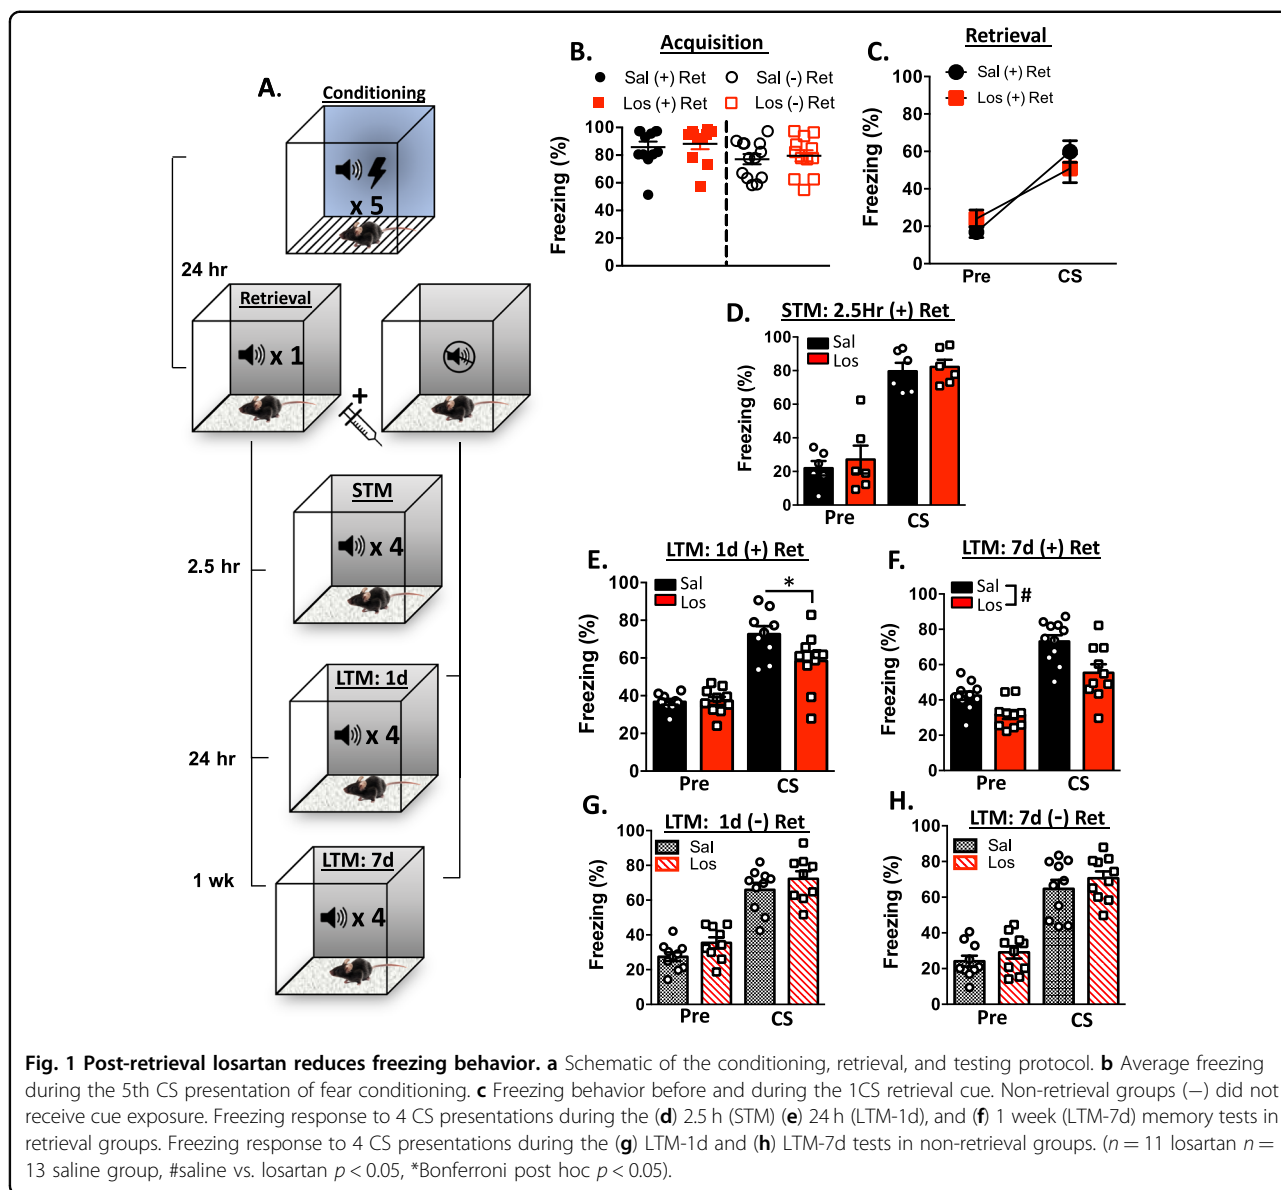 A.
Conditioning
x 5
24 hr
Retrieval
x 1
+
STM
x 4
2.5 hr
LTM: 1d
x 4
24 hr
LTM: 7d
x 4
1 wk
B.
Acquisition
Sal (+) Ret
Sal (-) Ret
Los (+) Ret
Los (-) Ret
Freezing (%)
100
80
60
40
20
0
C.
Retrieval
Sal (+) Ret
Los (+) Ret
Freezing (%)
100
80
60
40
20
0
Pre
CS
D.
STM: 2.5Hr (+) Ret
Sal
Los
Freezing (%)
100
80
60
40
20
0
Pre
CS
E.
LTM: 1d (+) Ret
Sal
Los
*
Freezing (%)
100
80
60
40
20
0
Pre
CS
F.
LTM: 7d (+) Ret
Sal
Los
#
Freezing (%)
100
80
60
40
20
0
Pre
CS
G.
LTM: 1d (-) Ret
Sal
Los
Freezing (%)
100
80
60
40
20
0
Pre
CS
H.
LTM: 7d (-) Ret
Sal
Los
Freezing (%)
100
80
60
40
20
0
Pre
CS
Fig. 1 Post-retrieval losartan reduces freezing behavior. a Schematic of the conditioning, retrieval, and testing protocol. b Average freezing
during the 5th CS presentation of fear conditioning. c Freezing behavior before and during the 1CS retrieval cue. Non-retrieval groups (−) did not
receive cue exposure. Freezing response to 4 CS presentations during the (d) 2.5 h (STM) (e) 24 h (LTM-1d), and (f) 1 week (LTM-7d) memory tests in
retrieval groups. Freezing response to 4 CS presentations during the (g) LTM-1d and (h) LTM-7d tests in non-retrieval groups. (n = 11 losartan n =
13 saline group, #saline vs. losartan p < 0.05, *Bonferroni post hoc p < 0.05).